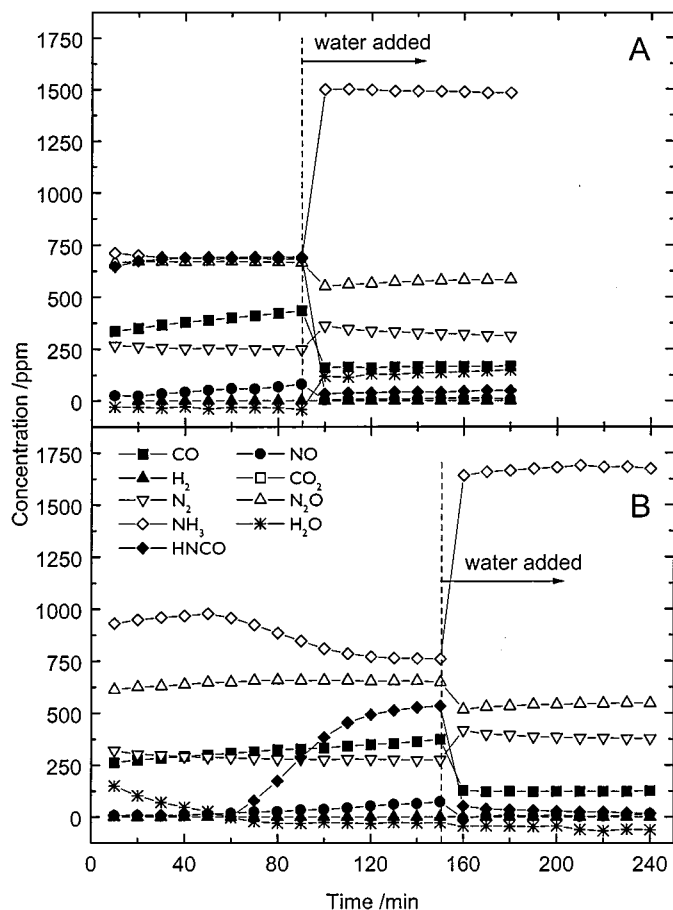 1750
1500
1250
1000
750
500
250
0
water added
A
Concentration /ppm
1750
1500
1250
1000
750
500
250
0
CO
NO
H₂
CO₂
N₂
N₂O
NH₃
H₂O
HNCO
water added
B
0 40 80 120 160 200 240
Time /min